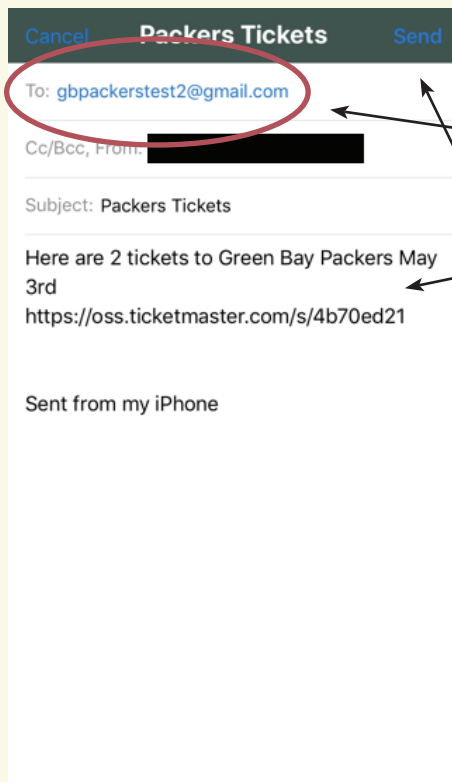 Cancel Packers Tickets Send
To: gbpackerstest2@gmail.com
Cc/Bcc, From:
Subject: Packers Tickets
Here are 2 tickets to Green Bay Packers May
3rd
https://oss.ticketmaster.com/s/4b70ed21
Sent from my iPhone